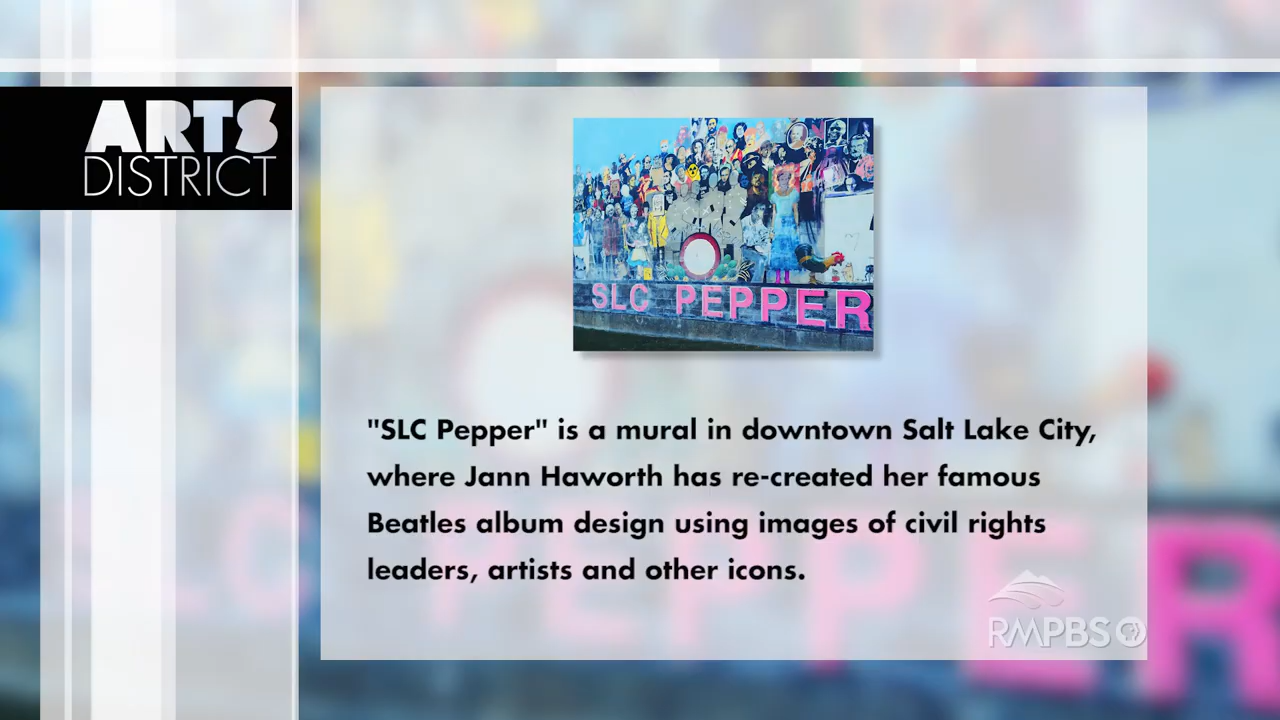 ARTS
DISTRICT
SLC PEPPER
"SLC Pepper" is a mural in downtown Salt Lake City,
where Jann Haworth has re-created her famous
Beatles album design using images of civil rights
leaders, artists and other icons.
RMPBS